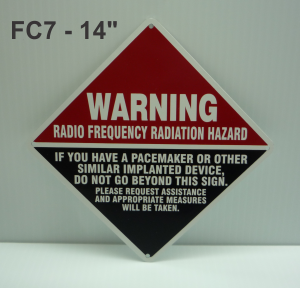 FC7 - 14"
WARNING
RADIO FREQUENCY RADIATION HAZARD
IF YOU HAVE A PACEMAKER OR OTHER
SIMILAR IMPLANTED DEVICE,
DO NOT GO BEYOND THIS SIGN.
PLEASE REQUEST ASSISTANCE
AND APPROPRIATE MEASURES
WILL BE TAKEN.